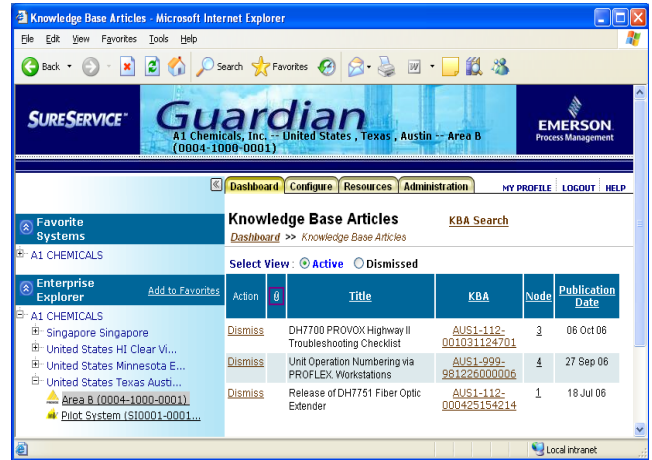 Knowledge Base Articles - Microsoft Internet Explorer
File Edit View Favorites Tools Help
Back Search Favorites
SURESERVICE™ Guardian
A1 Chemicals, Inc. -- United States , Texas , Austin -- Area B
(0004-1000-0001)
EMERSON
Process Management
Dashboard Configure Resources Administration MY PROFILE LOGOUT HELP
Favorite
Systems
A1 CHEMICALS
Enterprise
Explorer
Add to Favorites
A1 CHEMICALS
Singapore Singapore
United States HI Clear Vi...
United States Minnesota E...
United States Texas Austi...
Area B (0004-1000-0001)
Pilot System (SI0001-0001...
Knowledge Base Articles KBA Search
Dashboard >> Knowledge Base Articles
Select View : Active Dismissed
Action Title KBA Node Publication
Date
Dismiss DH7700 PROVOX Highway II
Troubleshooting Checklist AUS1-112-
001031124701 3 06 Oct 06
Dismiss Unit Operation Numbering via
PROFLEX. Workstations AUS1-999-
981226000006 4 27 Sep 06
Dismiss Release of DH7751 Fiber Optic
Extender AUS1-112-
000425154214 1 18 Jul 06
Local intranet